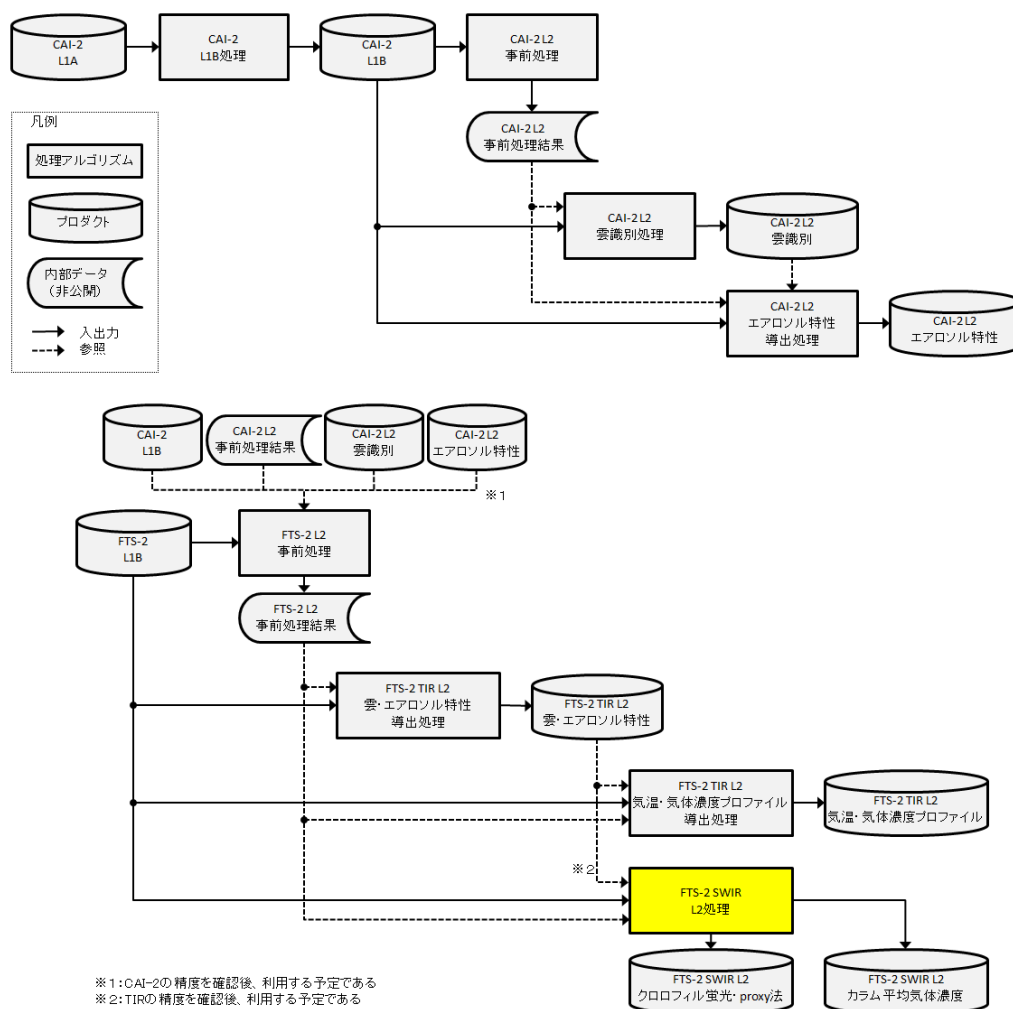 CAI-2
L1A
CAI-2
L1B処理
CAI-2
L1B
CAI-2 L2
事前処理
凡例
処理アルゴリズム
プロダクト
内部データ
(非公開)
入出力
参照
CAI-2 L2
事前処理結果
CAI-2 L2
雲識別処理
CAI-2 L2
雲識別
CAI-2 L2
エアロゾル特性
導出処理
CAI-2 L2
エアロゾル特性
CAI-2
L1B
CAI-2 L2
事前処理結果
CAI-2 L2
雲識別
CAI-2 L2
エアロゾル特性
※1
FTS-2
L1B
FTS-2 L2
事前処理
FTS-2 L2
事前処理結果
FTS-2 TIR L2
雲・エアロゾル特性
導出処理
FTS-2 TIR L2
雲・エアロゾル特性
FTS-2 TIR L2
気温・気体濃度プロファイル
導出処理
FTS-2 TIR L2
気温・気体濃度プロファイル
※2
FTS-2 SWIR
L2処理
FTS-2 SWIR L2
クロロフィル蛍光・proxy法
FTS-2 SWIR L2
カラム平均気体濃度
※1:CAI-2の精度を確認後、利用する予定である
※2:TIRの精度を確認後、利用する予定である